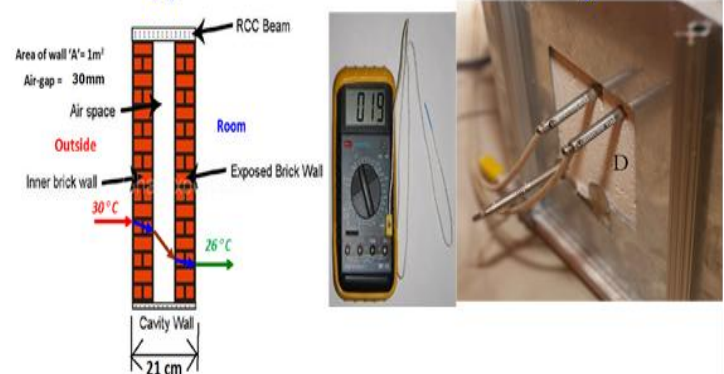 RCC Beam
Area of wall 'A'= 1m²
Air-gap = 30mm
Air space
Room
Outside
Inner brick wall
Exposed Brick Wall
30°C
26°C
Cavity Wall
21 cm
019
D